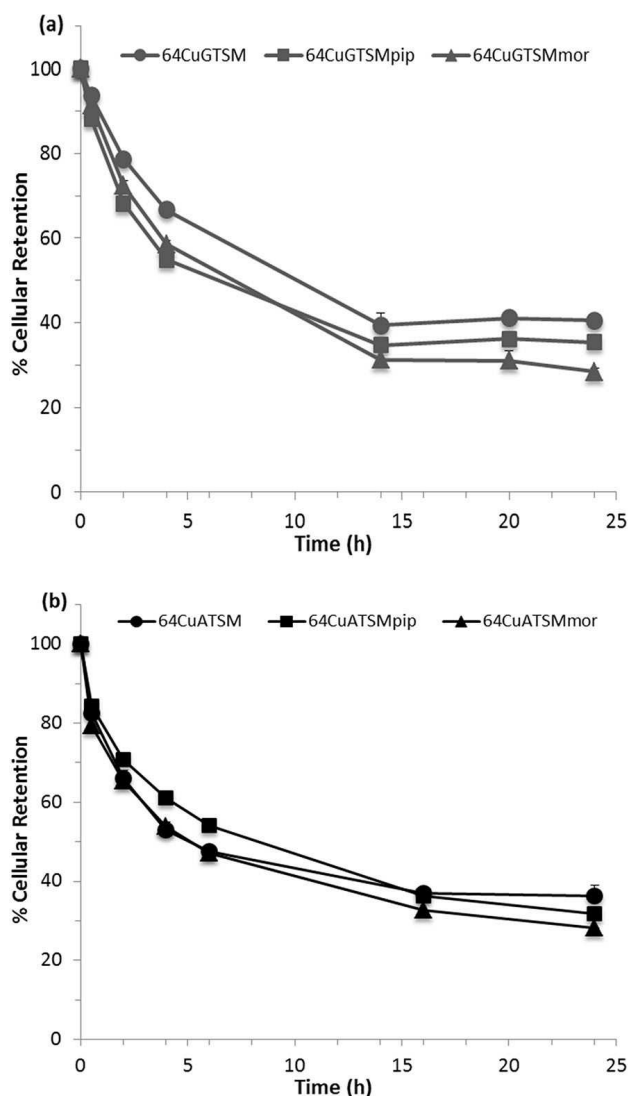 (a)
64CuGTSM 64CuGTSMpip 64CuGTSMmor
100
80
60
40
20
0
% Cellular Retention
0 5 10 15 20 25
Time (h)
(b)
64CuATSM 64CuATSMpip 64CuATSMmor
100
80
60
40
20
0
% Cellular Retention
0 5 10 15 20 25
Time (h)